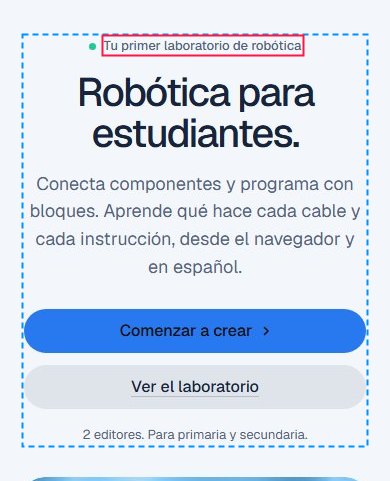 Tu primer laboratorio de robótica
Robótica para
estudiantes.
Conecta componentes y programa con
bloques. Aprende qué hace cada cable y
cada instrucción, desde el navegador y
en español.
Comenzar a crear
Ver el laboratorio
2 editores. Para primaria y secundaria.